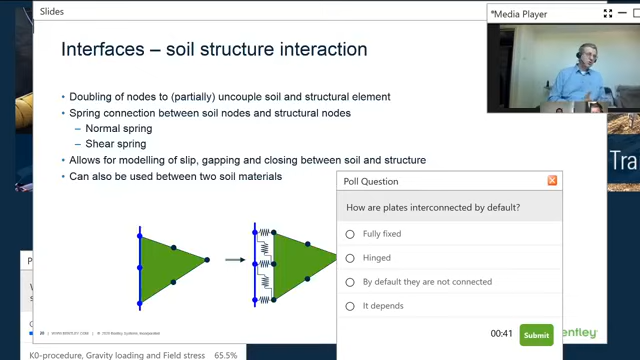 Slides
*Media Player
Interfaces – soil structure interaction
• Doubling of nodes to (partially) uncouple soil and structural element
• Spring connection between soil nodes and structural nodes
– Normal spring
– Shear spring
• Allows for modelling of slip, gapping and closing between soil and structure
• Can also be used between two soil materials
Tra
Poll Question
How are plates interconnected by default?
Fully fixed
Hinged
By default they are not connected
It depends
00:41
Submit
entley
K0-procedure, Gravity loading and Field stress 65.5%